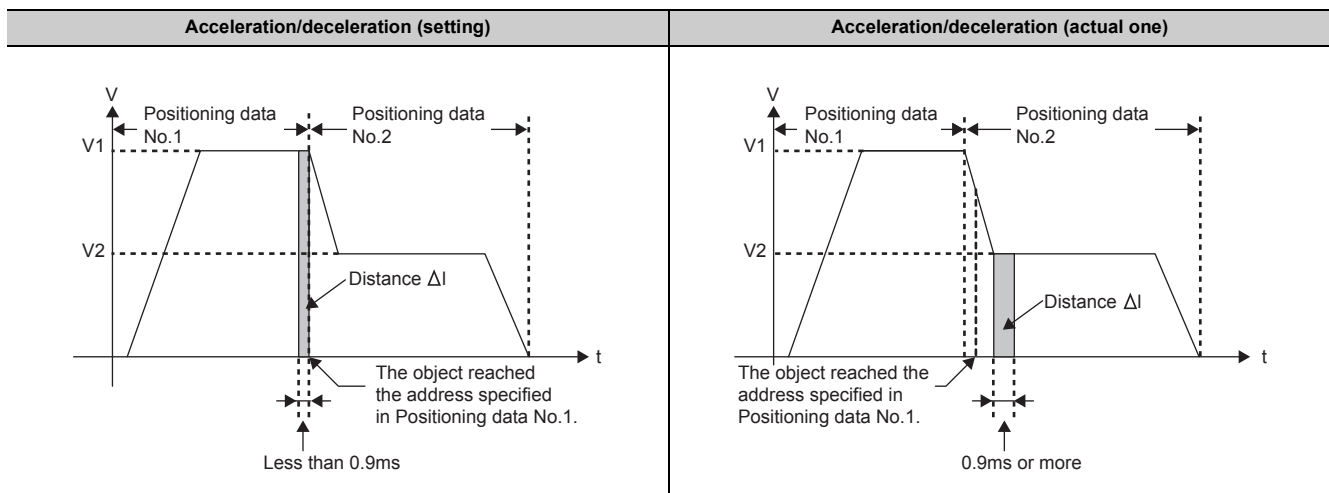 Acceleration/deceleration (setting)
Acceleration/deceleration (actual one)
V
Positioning data
No.1
Positioning data
No.2
V1
V2
Distance Δl
t
The object reached
the address specified
in Positioning data No.1.
Less than 0.9ms
V
Positioning data
No.1
Positioning data
No.2
V1
V2
Distance Δl
t
The object reached the
address specified in
Positioning data No.1.
0.9ms or more